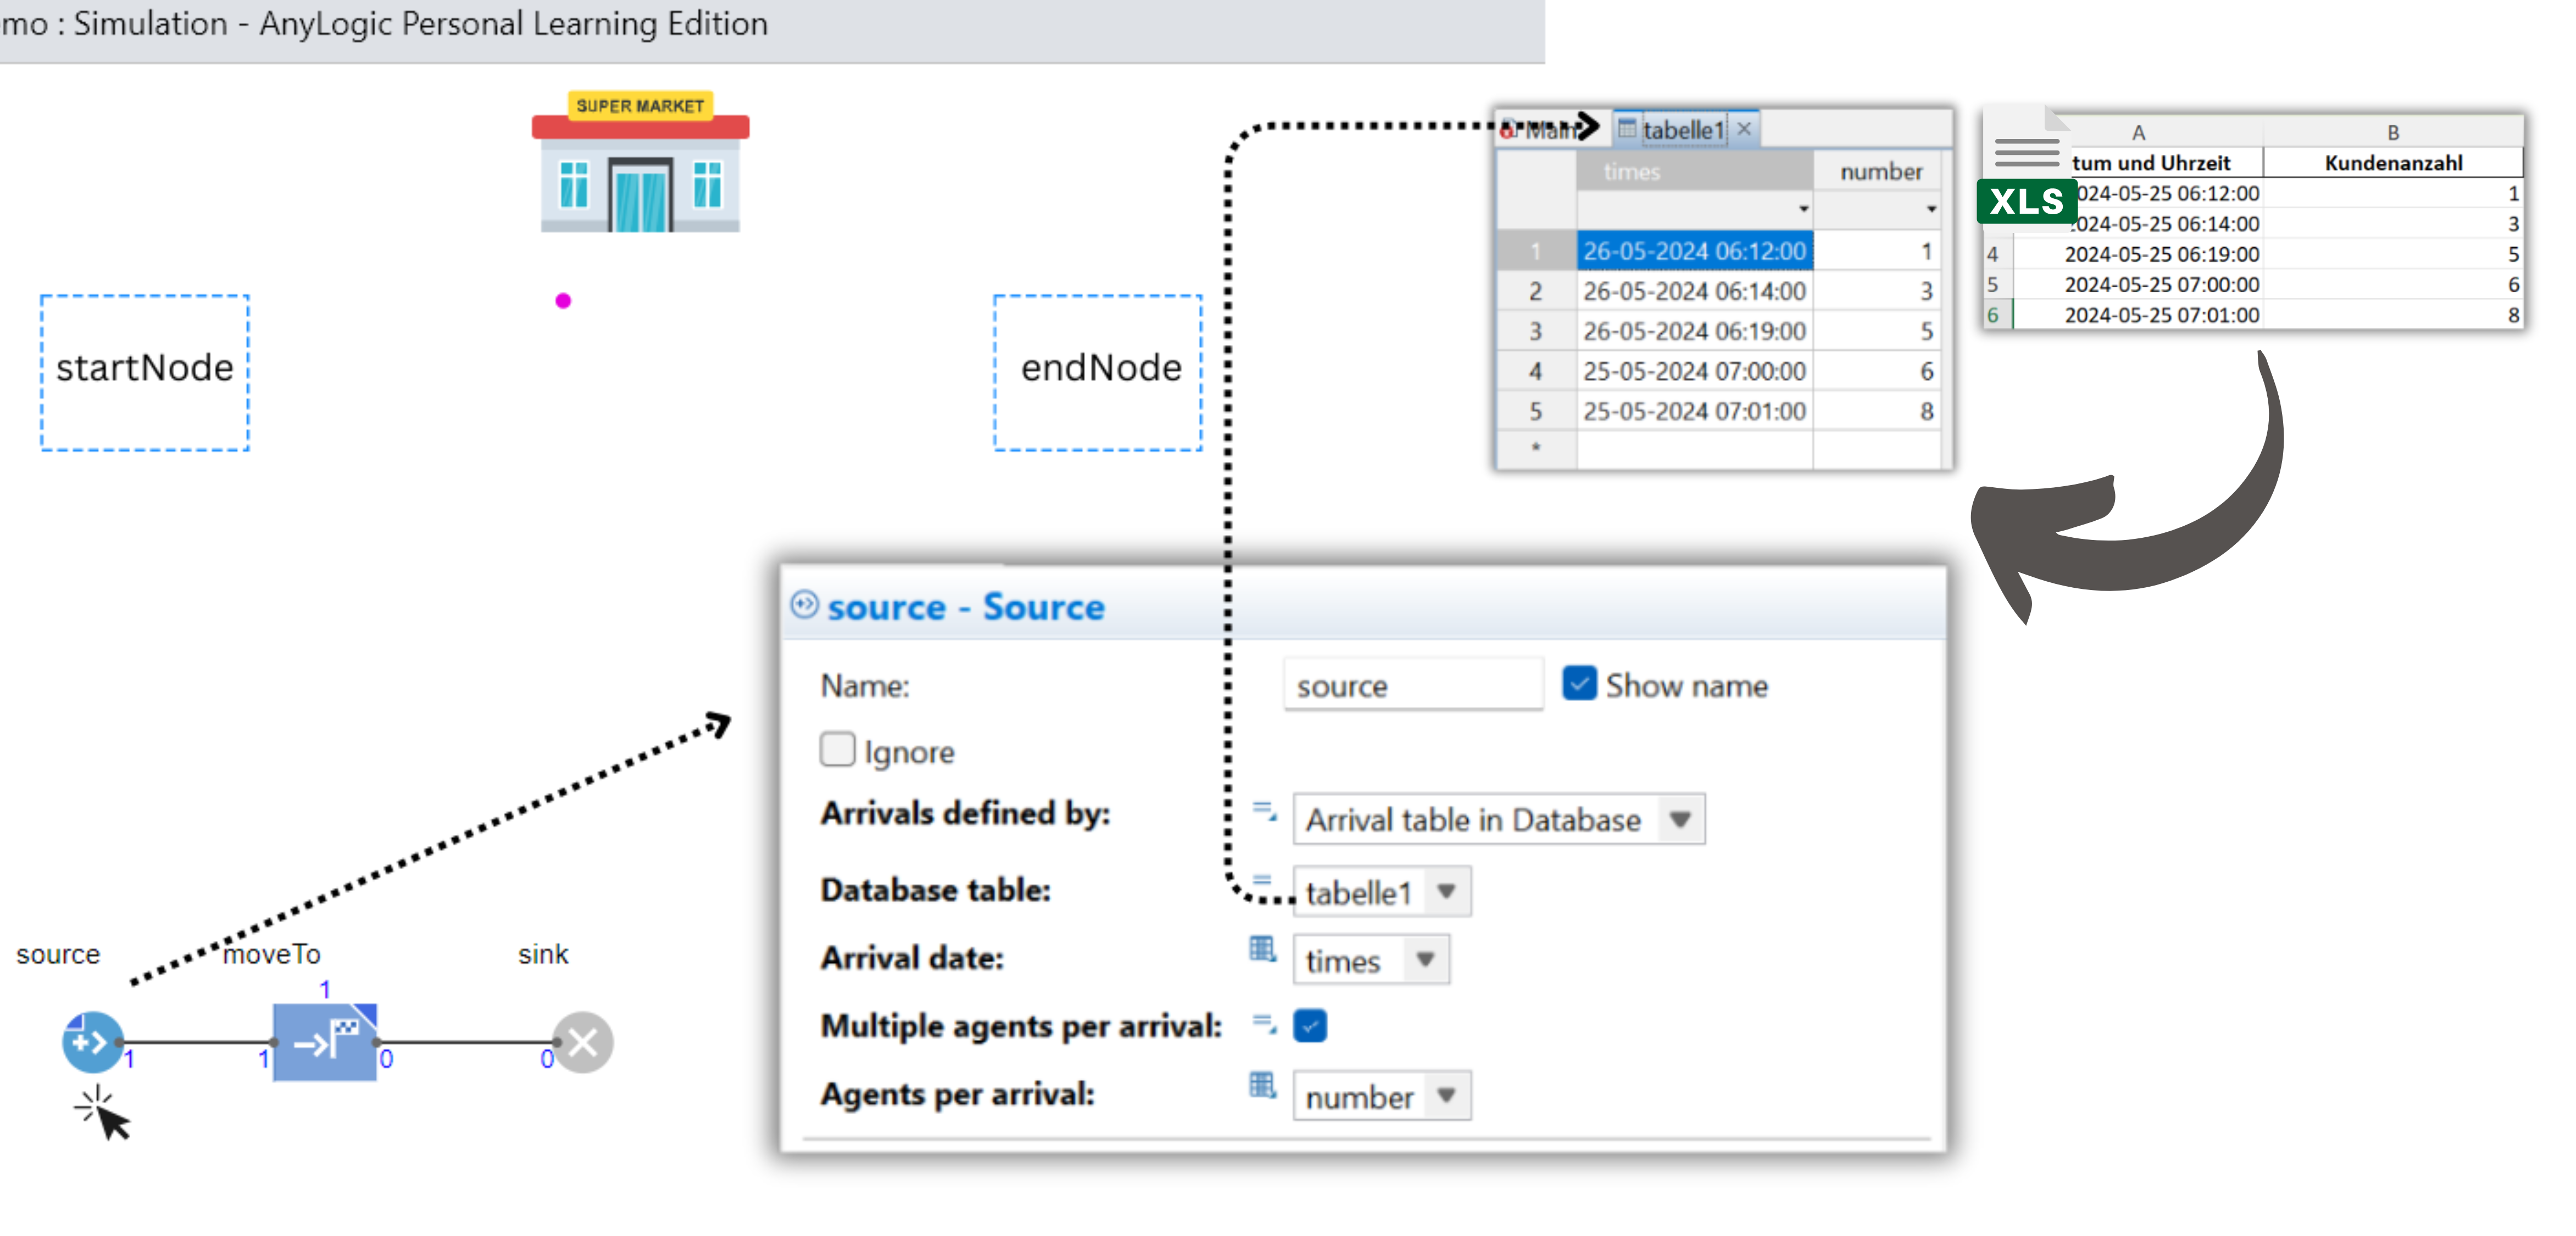 mo : Simulation - AnyLogic Personal Learning Edition
SUPER MARKET
startNode
endNode
Main
tabelle1
times number
1 26-05-2024 06:12:00 1
2 26-05-2024 06:14:00 3
3 26-05-2024 06:19:00 5
4 25-05-2024 07:00:00 6
5 25-05-2024 07:01:00 8
*
XLS
A B
tum und Uhrzeit Kundenanzahl
024-05-25 06:12:00 1
024-05-25 06:14:00 3
4 2024-05-25 06:19:00 5
5 2024-05-25 07:00:00 6
6 2024-05-25 07:01:00 8
source - Source
Name: source Show name
Ignore
Arrivals defined by: Arrival table in Database
Database table: tabelle1
Arrival date: times
Multiple agents per arrival:
Agents per arrival: number
source moveTo sink
1
1 1 0 0